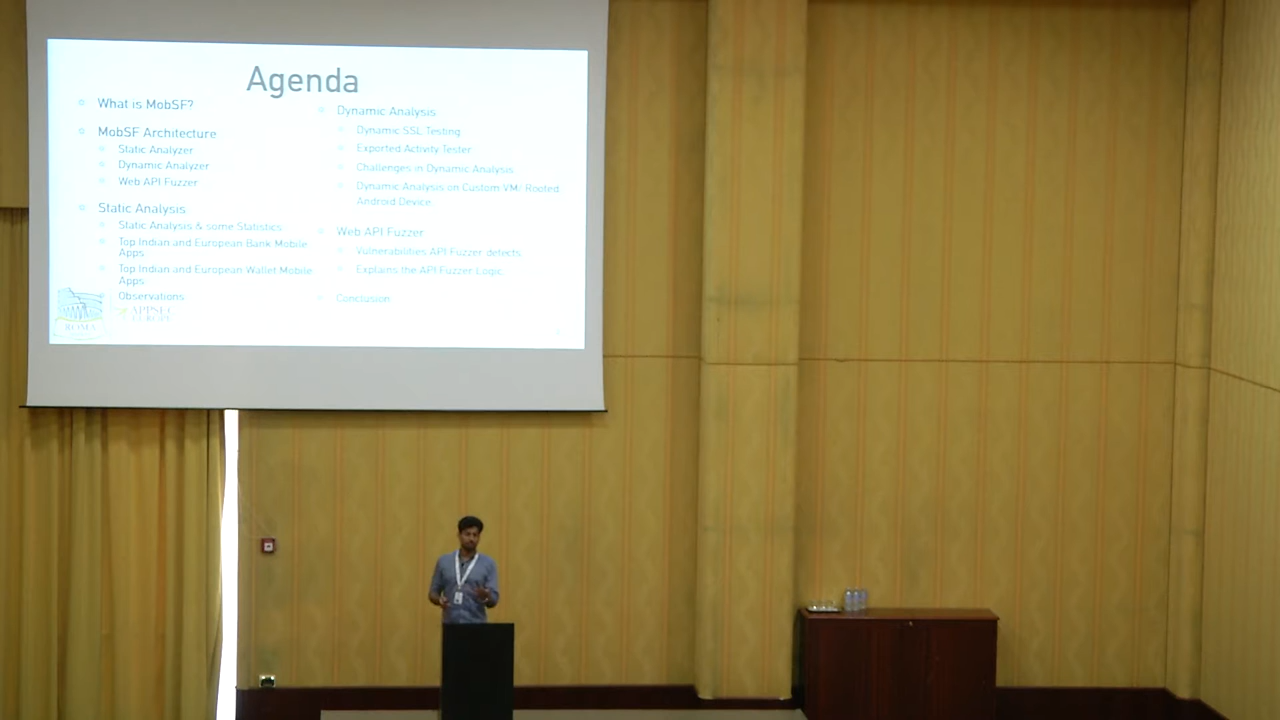 Agenda
What is MobSF?
MobSF Architecture
Static Analyzer
Dynamic Analyzer
Web API Fuzzer
Static Analysis
Static Analysis & some Statistics
Top Indian and European Bank Mobile
Apps
Top Indian and European Wallet Mobile
Apps
Observations
Dynamic Analysis
Dynamic SSL Testing
Exported Activity Tester
Challenges in Dynamic Analysis
Dynamic Analysis on Custom VM/ Rooted
Android Device
Web API Fuzzer
Vulnerabilities API Fuzzer detects
Explains the API Fuzzer Logic
Conclusion
ROMA
APPSEC
EUROPE